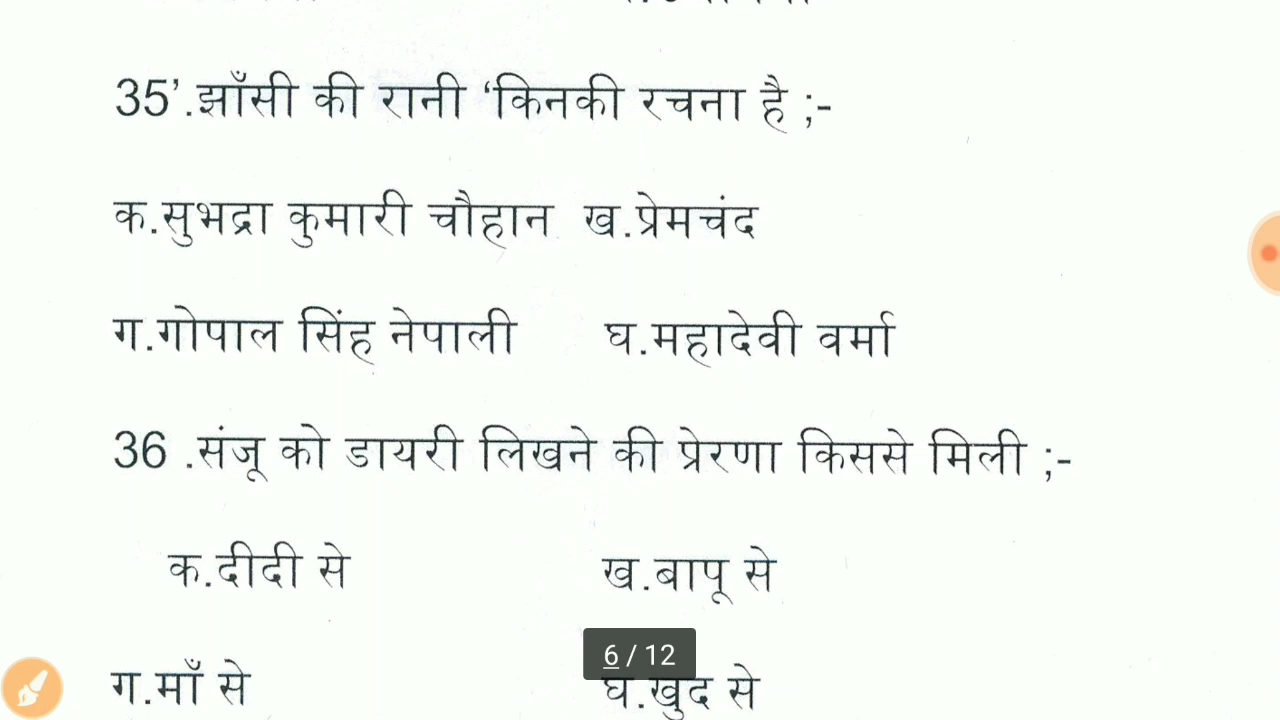 35’.झाँसी की रानी ‘किनकी रचना है ;-
क.सुभद्रा कुमारी चौहान ख.प्रेमचंद
ग.गोपाल सिंह नेपाली घ.महादेवी वर्मा
36 .संजू को डायरी लिखने की प्रेरणा किससे मिली ;-
क.दीदी से ख.बापू से
ग.माँ से घ.खुद से
6 / 12